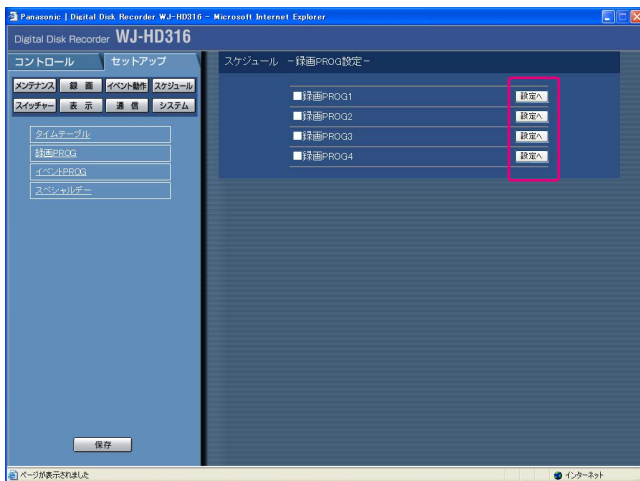 Panasonic | Digital Disk Recorder WJ-HD316 - Microsoft Internet Explorer
Digital Disk Recorder WJ-HD316
コントロール セットアップ
スケジュール －録画PROG設定－
メンテナンス 録 画 イベント動作 スケジュール
スイッチャー 表 示 通 信 システム
タイムテーブル
録画PROG
イベントPROG
スペシャルデー
■録画PROG1 設定へ
■録画PROG2 設定へ
■録画PROG3 設定へ
■録画PROG4 設定へ
保存
ページが表示されました インターネット